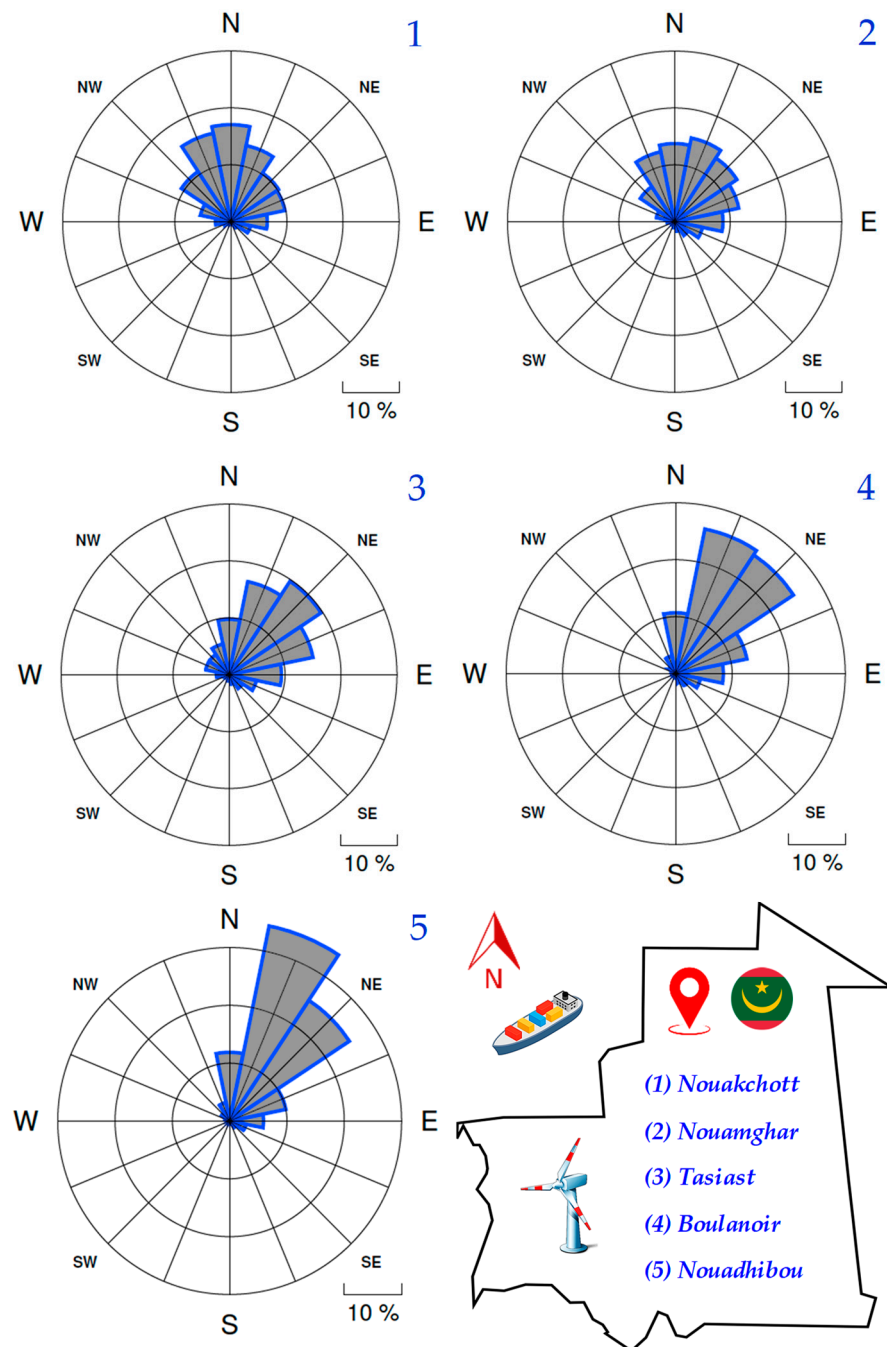 N 1
NW NE
W E
SW SE
S 10 %
N 2
NW NE
W E
SW SE
S 10 %
N 3
NW NE
W E
SW SE
S 10 %
N 4
NW NE
W E
SW SE
S 10 %
N 5
NW NE
W E
SW SE
S 10 %
N
(1) Nouakchott
(2) Nouamghar
(3) Tasiast
(4) Boulanoir
(5) Nouadhibou